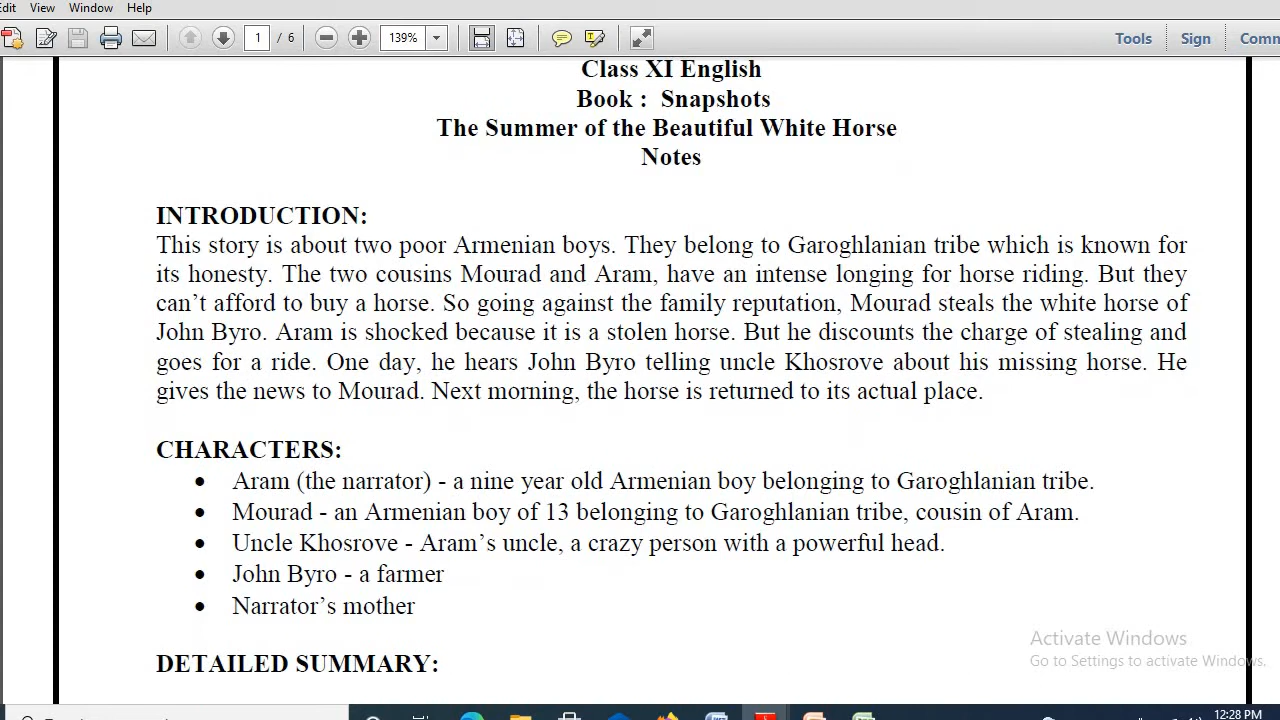 Edit View Window Help
1 / 6 139% Tools Sign Comm
Class XI English
Book : Snapshots
The Summer of the Beautiful White Horse
Notes
INTRODUCTION:
This story is about two poor Armenian boys. They belong to Garoghlanian tribe which is known for
its honesty. The two cousins Mourad and Aram, have an intense longing for horse riding. But they
can’t afford to buy a horse. So going against the family reputation, Mourad steals the white horse of
John Byro. Aram is shocked because it is a stolen horse. But he discounts the charge of stealing and
goes for a ride. One day, he hears John Byro telling uncle Khosrove about his missing horse. He
gives the news to Mourad. Next morning, the horse is returned to its actual place.
CHARACTERS:
• Aram (the narrator) - a nine year old Armenian boy belonging to Garoghlanian tribe.
• Mourad - an Armenian boy of 13 belonging to Garoghlanian tribe, cousin of Aram.
• Uncle Khosrove - Aram’s uncle, a crazy person with a powerful head.
• John Byro - a farmer
• Narrator’s mother
Activate Windows
Go to Settings to activate Windows.
DETAILED SUMMARY:
12:28 PM